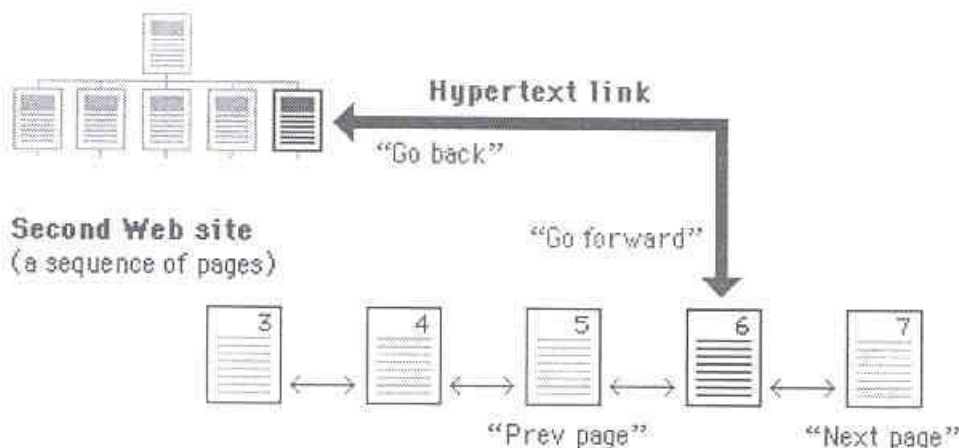 Hypertext link
“Go back”
Second Web site
(a sequence of pages)
“Go forward”
3 4 5 6 7
“Prev page” “Next page”